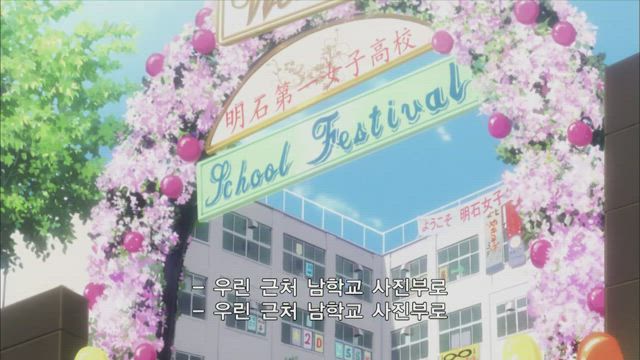 明石第一女子高校
School Festival
ようこそ 明石女子
- 우린 근처 남학교 사진부로
- 우린 근처 남학교 사진부로